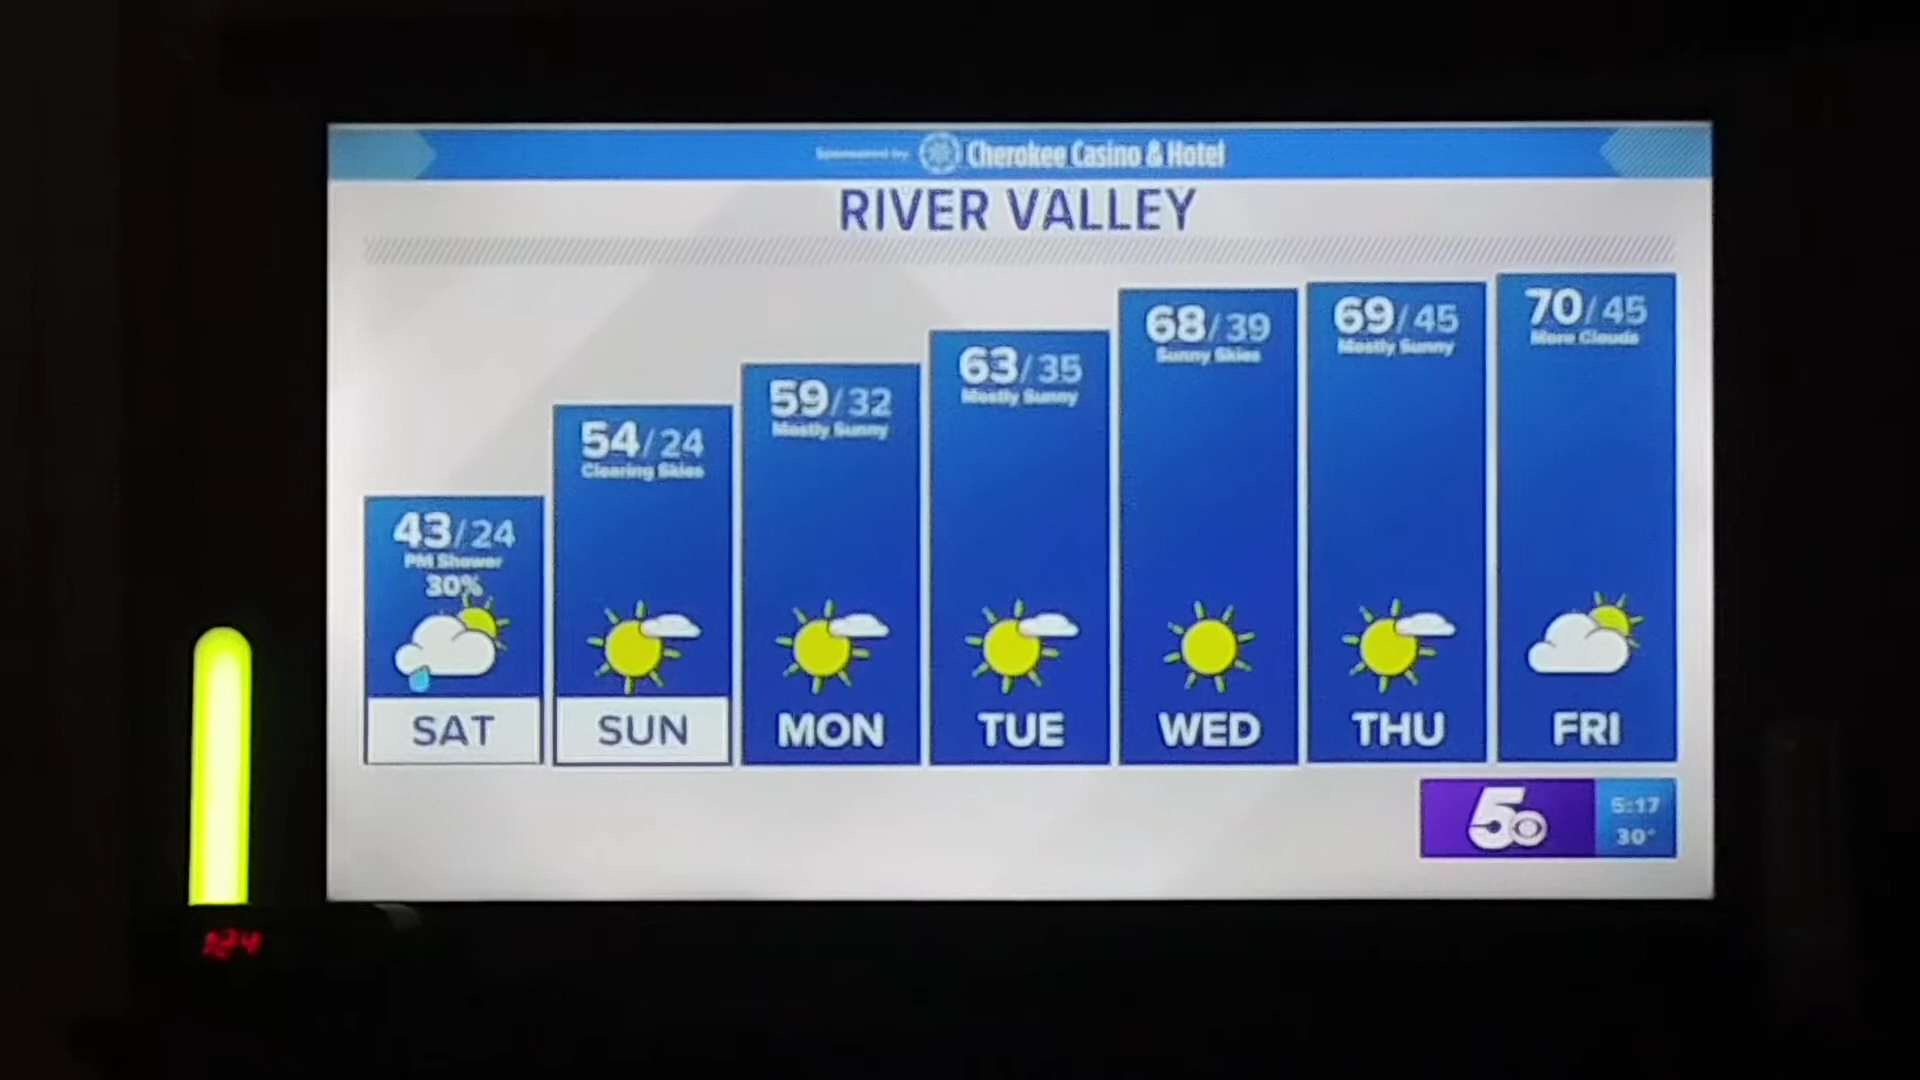 Sponsored by: Cherokee Casino & Hotel
RIVER VALLEY
43/24
PM Shower
30%
SAT
54/24
Clearing Skies
SUN
59/32
Mostly Sunny
MON
63/35
Mostly Sunny
TUE
68/39
Sunny Skies
WED
69/45
Mostly Sunny
THU
70/45
More Clouds
FRI
5
5:17
30°